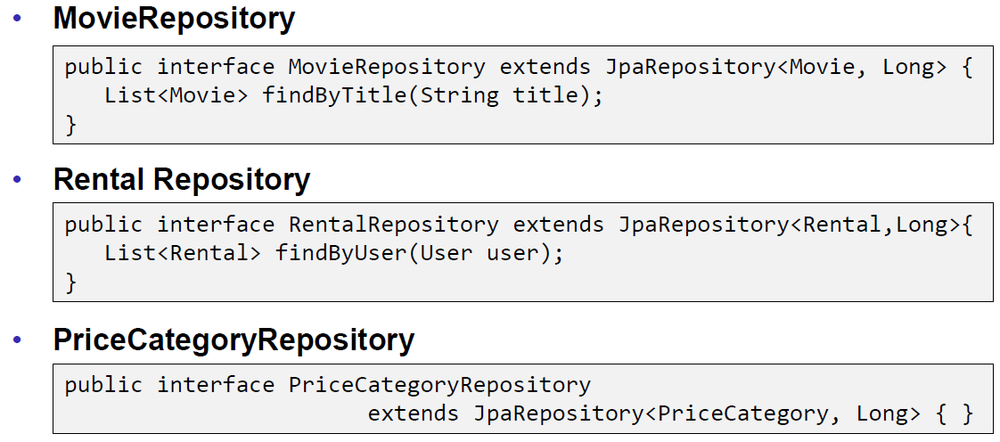 • MovieRepository
public interface MovieRepository extends JpaRepository<Movie, Long> {
   List<Movie> findByTitle(String title);
}
• Rental Repository
public interface RentalRepository extends JpaRepository<Rental,Long>{
   List<Rental> findByUser(User user);
}
• PriceCategoryRepository
public interface PriceCategoryRepository
                       extends JpaRepository<PriceCategory, Long> { }